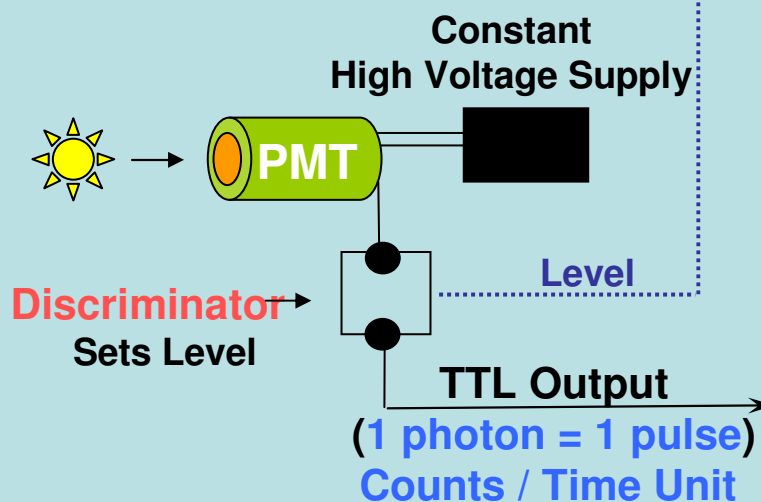 Constant
High Voltage Supply
PMT
Level
Discriminator
Sets Level
TTL Output
(1 photon = 1 pulse)
Counts / Time Unit